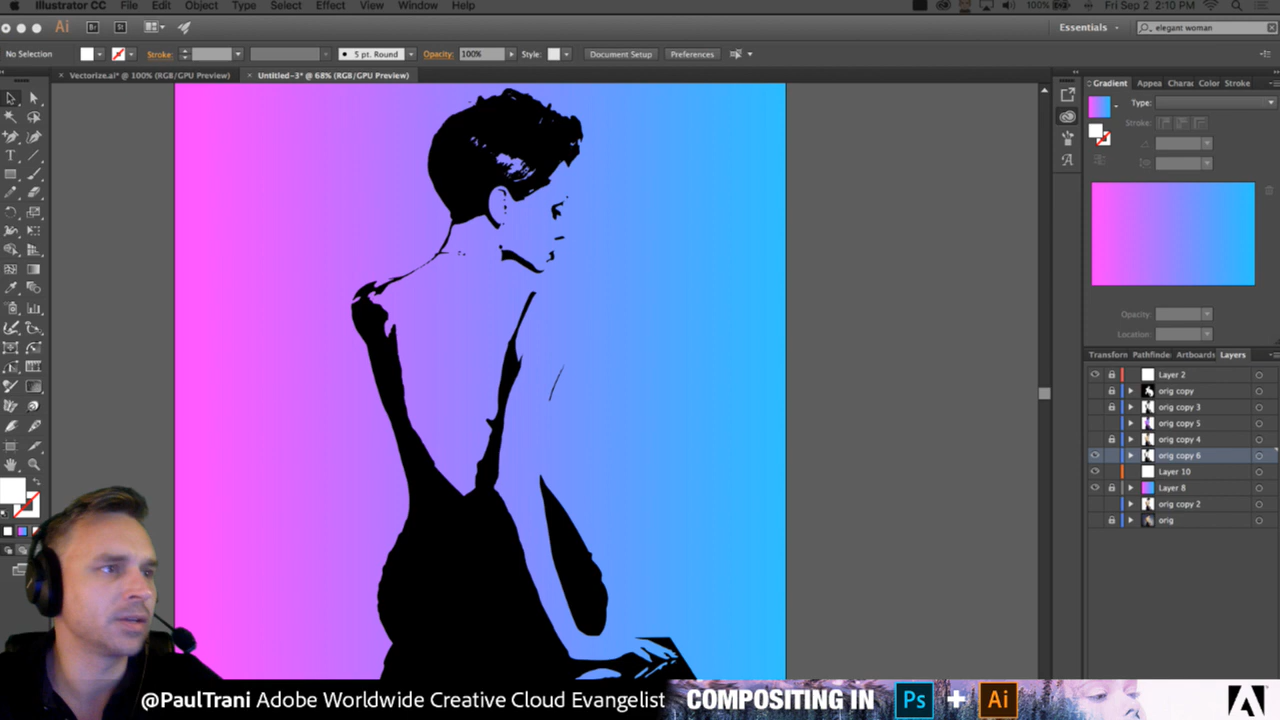 Illustrator CC File Edit Object Type Select Effect View Window Help
100% Fri Sep 2 2:10 PM
Ai Br St Essentials elegant woman
No Selection Stroke: 5 pt. Round Opacity: 100% Style: Document Setup Preferences
× Vectorize.ai* @ 100% (RGB/GPU Preview) × Untitled-3* @ 68% (RGB/GPU Preview)
Gradient Appea Charac Color Stroke
Type:
Stroke:
Opacity:
Location:
Transform Pathfinde Artboards Layers
Layer 2
orig copy
orig copy 3
orig copy 5
orig copy 4
orig copy 6
Layer 10
Layer 8
orig copy 2
orig
@PaulTrani Adobe Worldwide Creative Cloud Evangelist COMPOSITING IN Ps + Ai